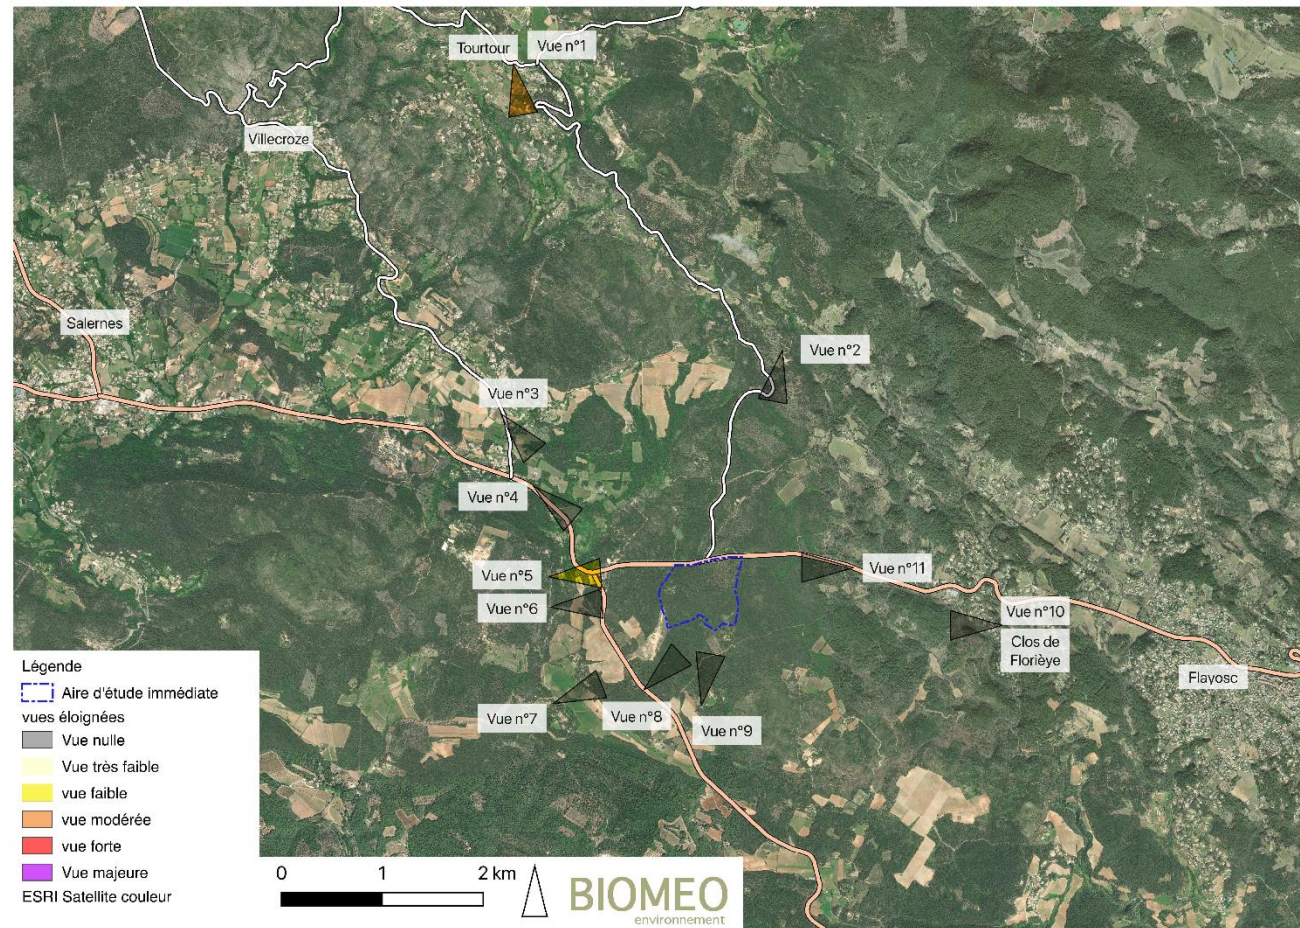 Tourtour
Vue n°1
Villecroze
Salernes
Vue n°2
Vue n°3
Vue n°4
Vue n°5
Vue n°6
Vue n°11
Vue n°10
Clos de
Florièye
Flayosc
Vue n°7
Vue n°8
Vue n°9
Légende
Aire d'étude immédiate
vues éloignées
Vue nulle
Vue très faible
vue faible
vue modérée
vue forte
Vue majeure
ESRI Satellite couleur
0 1 2 km
BIOMEO
environnement